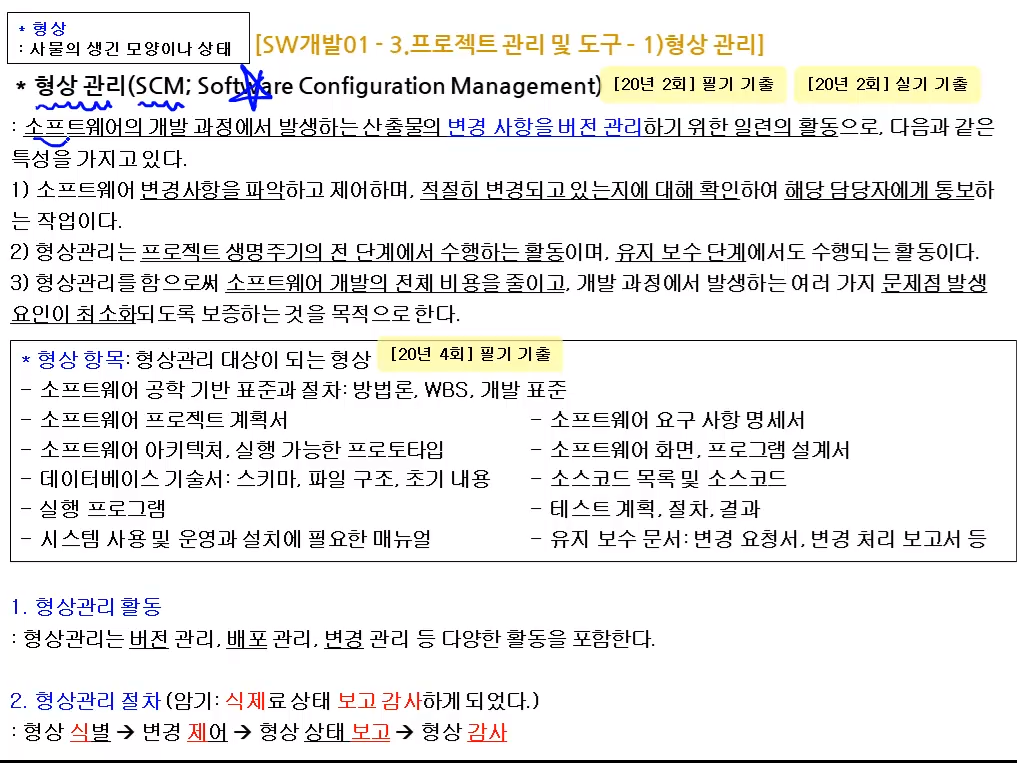 * 형상
: 사물의 생긴 모양이나 상태
[SW개발01 - 3.프로젝트 관리 및 도구 - 1)형상 관리]
* 형상 관리(SCM; Software Configuration Management) [20년 2회] 필기 기출 [20년 2회] 실기 기출
: 소프트웨어의 개발 과정에서 발생하는 산출물의 변경 사항을 버전 관리하기 위한 일련의 활동으로, 다음과 같은
특성을 가지고 있다.
1) 소프트웨어 변경사항을 파악하고 제어하며, 적절히 변경되고 있는지에 대해 확인하여 해당 담당자에게 통보하
는 작업이다.
2) 형상관리는 프로젝트 생명주기의 전 단계에서 수행하는 활동이며, 유지 보수 단계에서도 수행되는 활동이다.
3) 형상관리를 함으로써 소프트웨어 개발의 전체 비용을 줄이고, 개발 과정에서 발생하는 여러 가지 문제점 발생
요인이 최소화되도록 보증하는 것을 목적으로 한다.
* 형상 항목: 형상관리 대상이 되는 형상 [20년 4회] 필기 기출
- 소프트웨어 공학 기반 표준과 절차: 방법론, WBS, 개발 표준
- 소프트웨어 프로젝트 계획서 - 소프트웨어 요구 사항 명세서
- 소프트웨어 아키텍처, 실행 가능한 프로토타입 - 소프트웨어 화면, 프로그램 설계서
- 데이터베이스 기술서: 스키마, 파일 구조, 초기 내용 - 소스코드 목록 및 소스코드
- 실행 프로그램 - 테스트 계획, 절차, 결과
- 시스템 사용 및 운영과 설치에 필요한 매뉴얼 - 유지 보수 문서: 변경 요청서, 변경 처리 보고서 등
1. 형상관리 활동
: 형상관리는 버전 관리, 배포 관리, 변경 관리 등 다양한 활동을 포함한다.
2. 형상관리 절차 (암기: 식제료 상태 보고 감사하게 되었다.)
: 형상 식별 → 변경 제어 → 형상 상태 보고 → 형상 감사